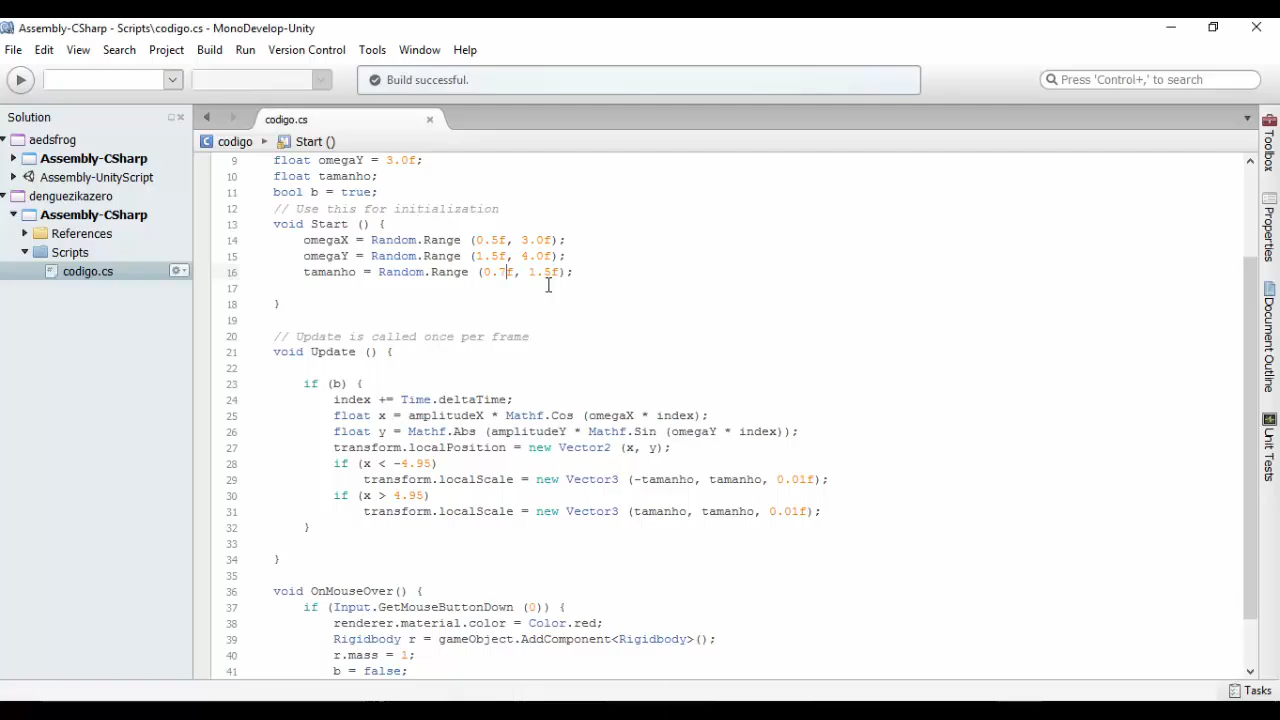 Assembly-CSharp - Scripts\codigo.cs - MonoDevelop-Unity
File Edit View Search Project Build Run Version Control Tools Window Help
Build successful.
Press 'Control+,' to search
Solution
aedsfrog
Assembly-CSharp
Assembly-UnityScript
denguezikazero
Assembly-CSharp
References
Scripts
codigo.cs
codigo.cs
codigo Start ()
9 float omegaY = 3.0f;
10 float tamanho;
11 bool b = true;
12 // Use this for initialization
13 void Start () {
14 omegaX = Random.Range (0.5f, 3.0f);
15 omegaY = Random.Range (1.5f, 4.0f);
16 tamanho = Random.Range (0.7f, 1.5f);
17
18 }
19
20 // Update is called once per frame
21 void Update () {
22
23 if (b) {
24 index += Time.deltaTime;
25 float x = amplitudeX * Mathf.Cos (omegaX * index);
26 float y = Mathf.Abs (amplitudeY * Mathf.Sin (omegaY * index));
27 transform.localPosition = new Vector2 (x, y);
28 if (x < -4.95)
29 transform.localScale = new Vector3 (-tamanho, tamanho, 0.01f);
30 if (x > 4.95)
31 transform.localScale = new Vector3 (tamanho, tamanho, 0.01f);
32 }
33
34 }
35
36 void OnMouseOver() {
37 if (Input.GetMouseButtonDown (0)) {
38 renderer.material.color = Color.red;
39 Rigidbody r = gameObject.AddComponent<Rigidbody>();
40 r.mass = 1;
41 b = false;
Toolbox
Properties
Document Outline
Unit Tests
Tasks